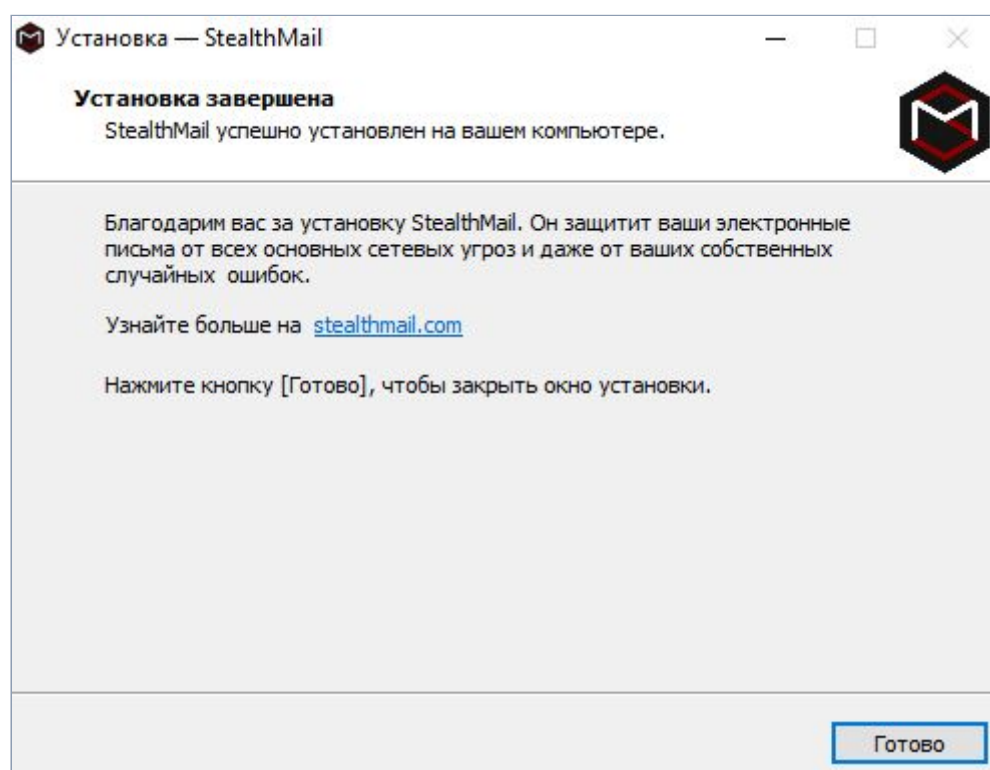 Установка — StealthMail
Установка завершена
StealthMail успешно установлен на вашем компьютере.
Благодарим вас за установку StealthMail. Он защитит ваши электронные
письма от всех основных сетевых угроз и даже от ваших собственных
случайных ошибок.
Узнайте больше на stealthmail.com
Нажмите кнопку [Готово], чтобы закрыть окно установки.
Готово